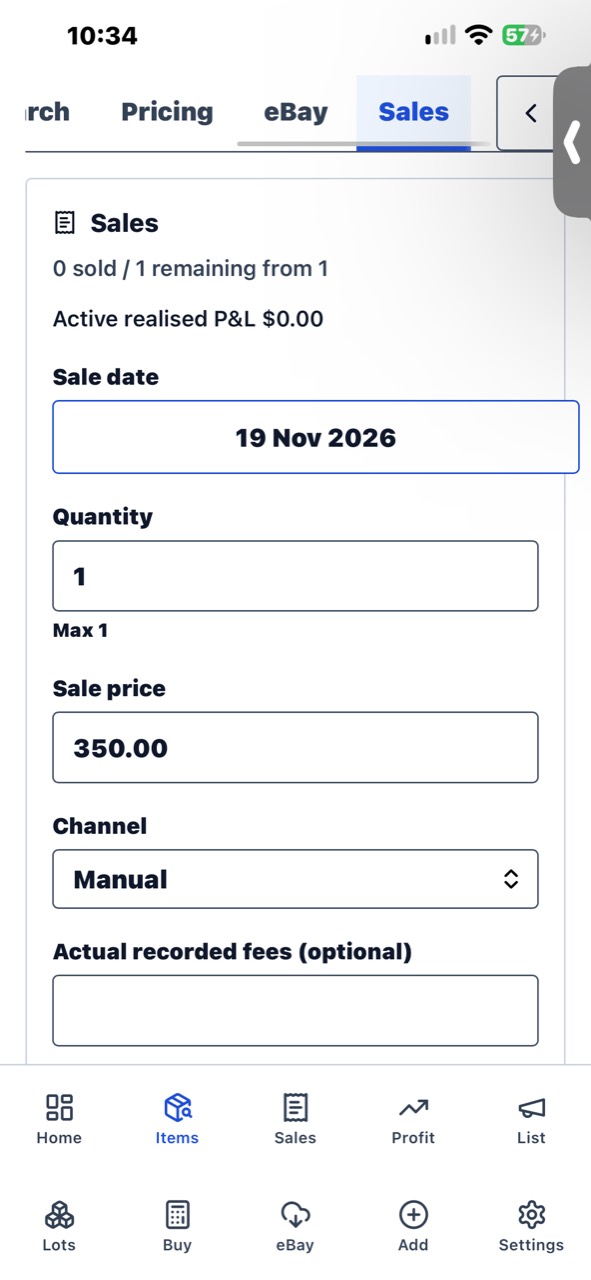 10:34
57
rch
Pricing
eBay
Sales
Sales
0 sold / 1 remaining from 1
Active realised P&L $0.00
Sale date
19 Nov 2026
Quantity
1
Max 1
Sale price
350.00
Channel
Manual
Actual recorded fees (optional)
Home
Items
Sales
Profit
List
Lots
Buy
eBay
Add
Settings